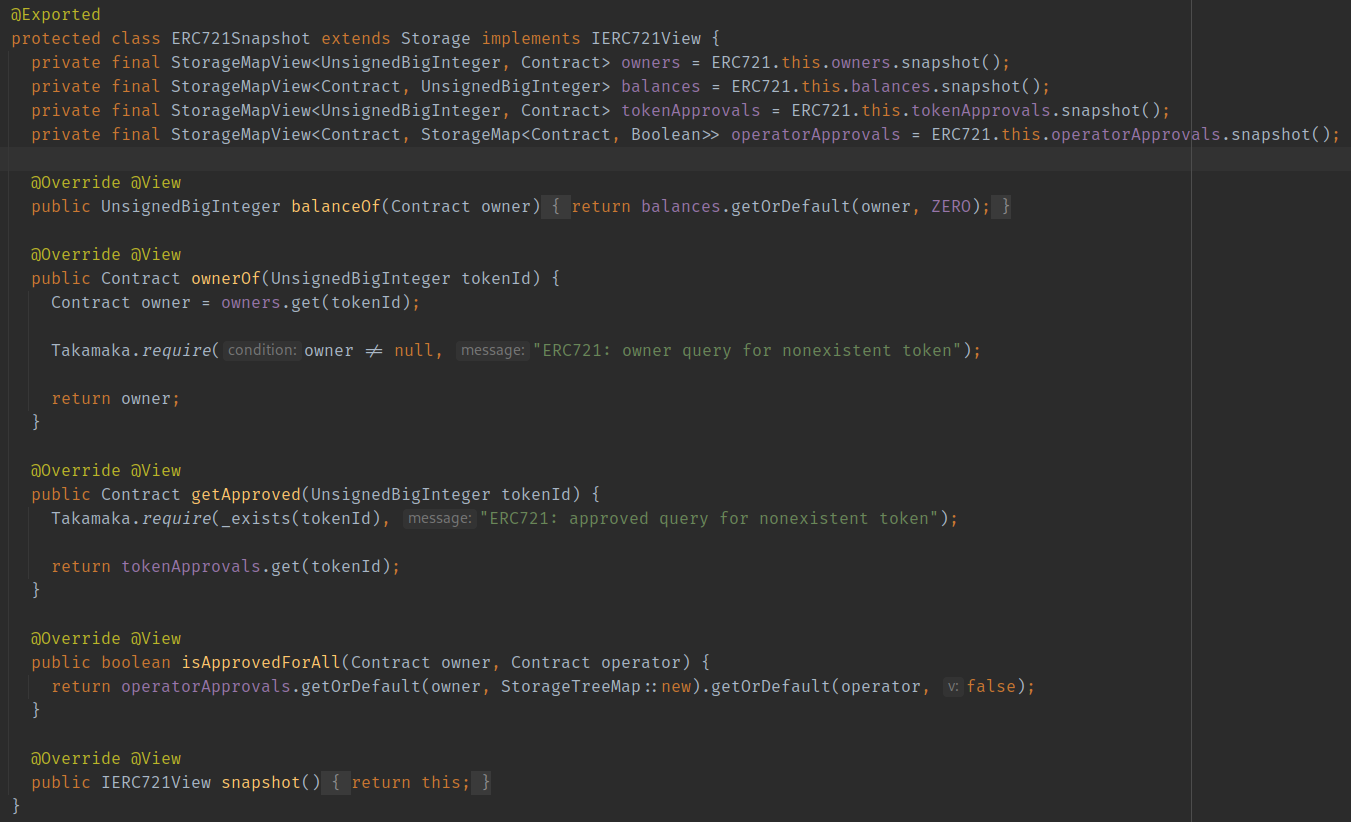 @Exported
protected class ERC721Snapshot extends Storage implements IERC721View {
  private final StorageMapView<UnsignedBigInteger, Contract> owners = ERC721.this.owners.snapshot();
  private final StorageMapView<Contract, UnsignedBigInteger> balances = ERC721.this.balances.snapshot();
  private final StorageMapView<UnsignedBigInteger, Contract> tokenApprovals = ERC721.this.tokenApprovals.snapshot();
  private final StorageMapView<Contract, StorageMap<Contract, Boolean>> operatorApprovals = ERC721.this.operatorApprovals.snapshot();

  @Override @View
  public UnsignedBigInteger balanceOf(Contract owner) { return balances.getOrDefault(owner, ZERO); }

  @Override @View
  public Contract ownerOf(UnsignedBigInteger tokenId) {
    Contract owner = owners.get(tokenId);

    Takamaka.require( condition: owner ≠ null, message: "ERC721: owner query for nonexistent token");

    return owner;
  }

  @Override @View
  public Contract getApproved(UnsignedBigInteger tokenId) {
    Takamaka.require(_exists(tokenId), message: "ERC721: approved query for nonexistent token");

    return tokenApprovals.get(tokenId);
  }

  @Override @View
  public boolean isApprovedForAll(Contract owner, Contract operator) {
    return operatorApprovals.getOrDefault(owner, StorageTreeMap::new).getOrDefault(operator, v: false);
  }

  @Override @View
  public IERC721View snapshot() { return this; }
}